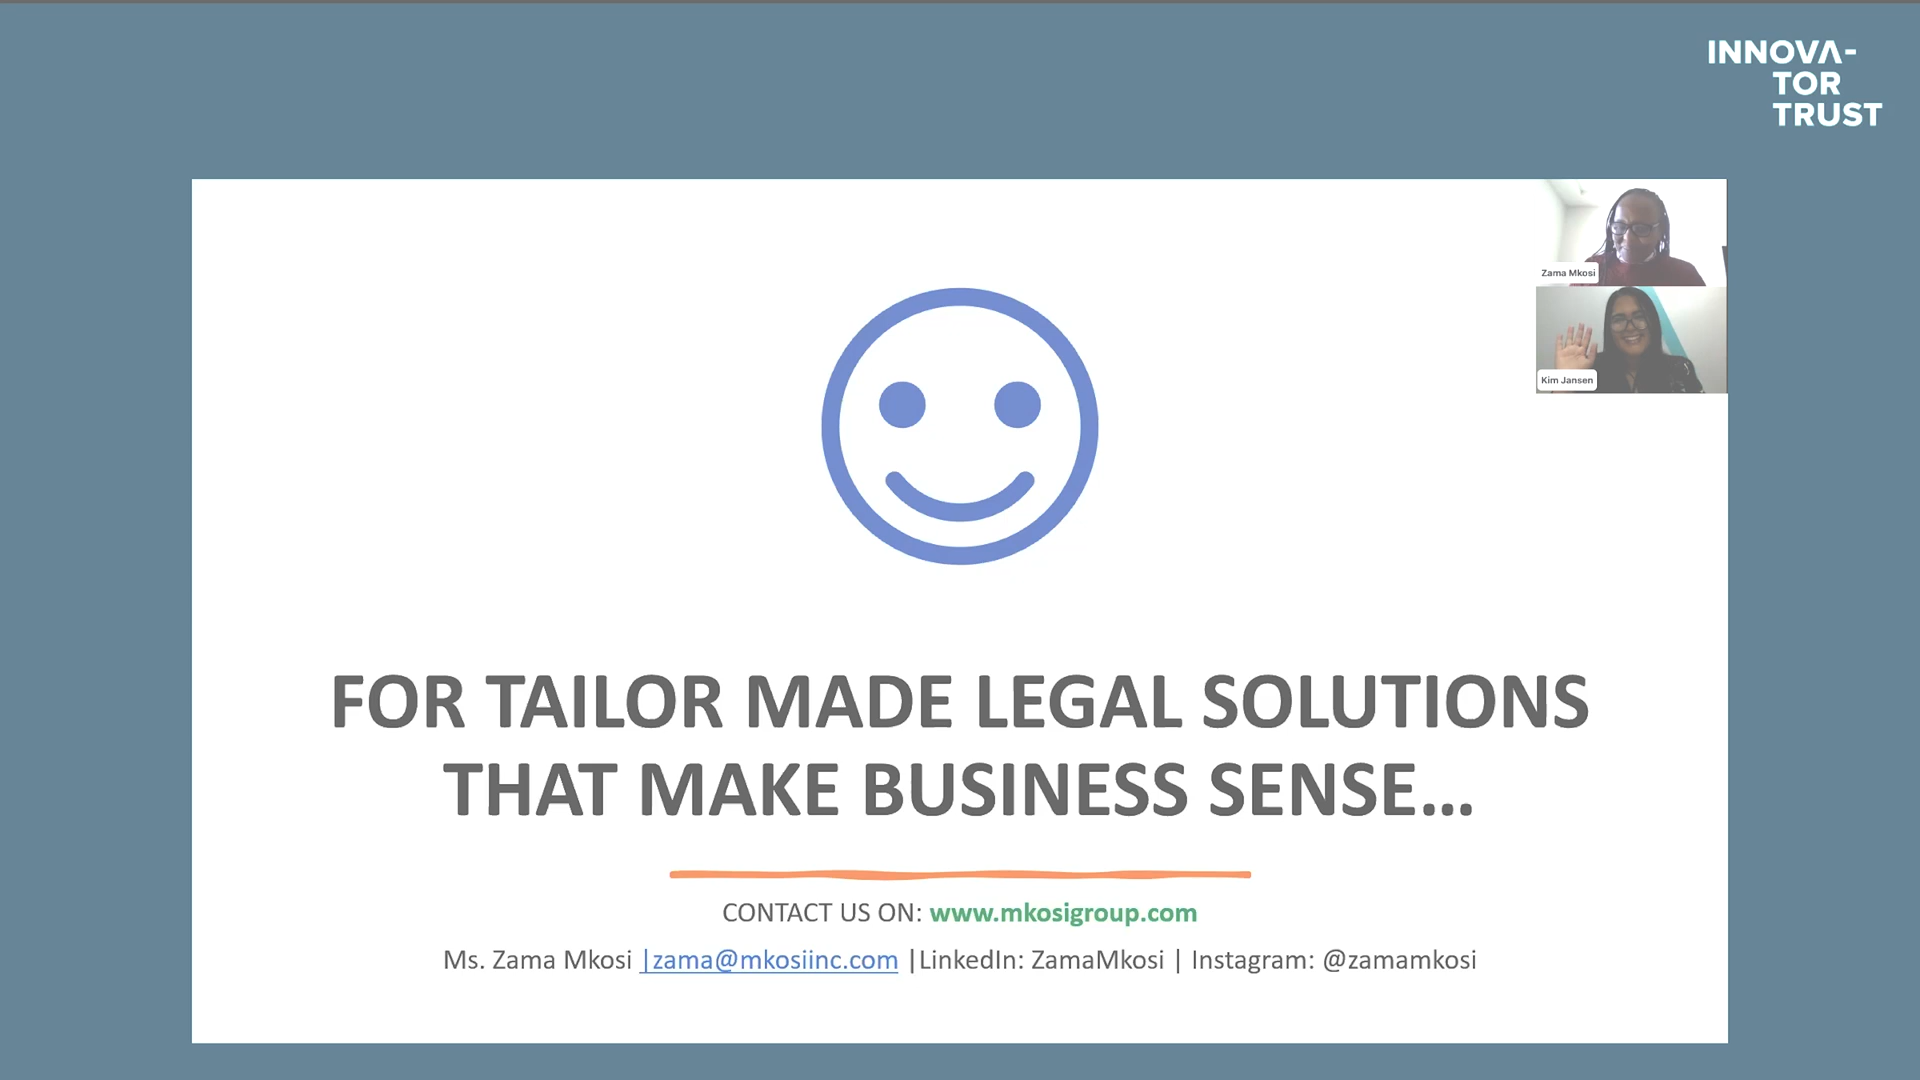 INNOVA-
TOR
TRUST
Zama Mkosi
Kim Jansen
FOR TAILOR MADE LEGAL SOLUTIONS
THAT MAKE BUSINESS SENSE...
CONTACT US ON: www.mkosigroup.com
Ms. Zama Mkosi |zama@mkosiinc.com |LinkedIn: ZamaMkosi | Instagram: @zamamkosi